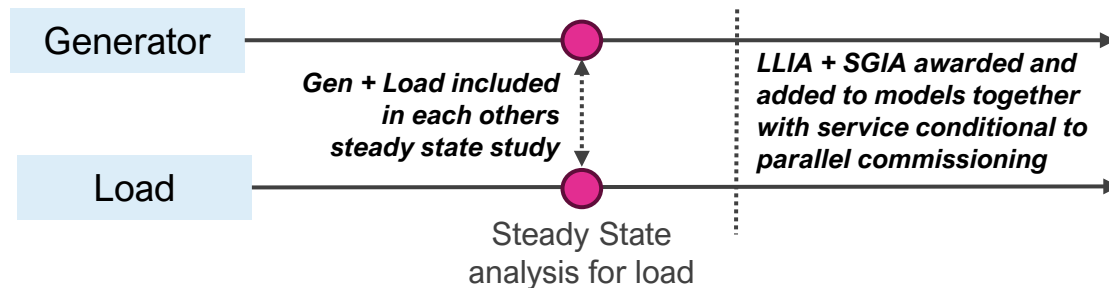 Generator
Gen + Load included
in each others
steady state study
LLIA + SGIA awarded and
added to models together
with service conditional to
parallel commissioning
Load
Steady State
analysis for load